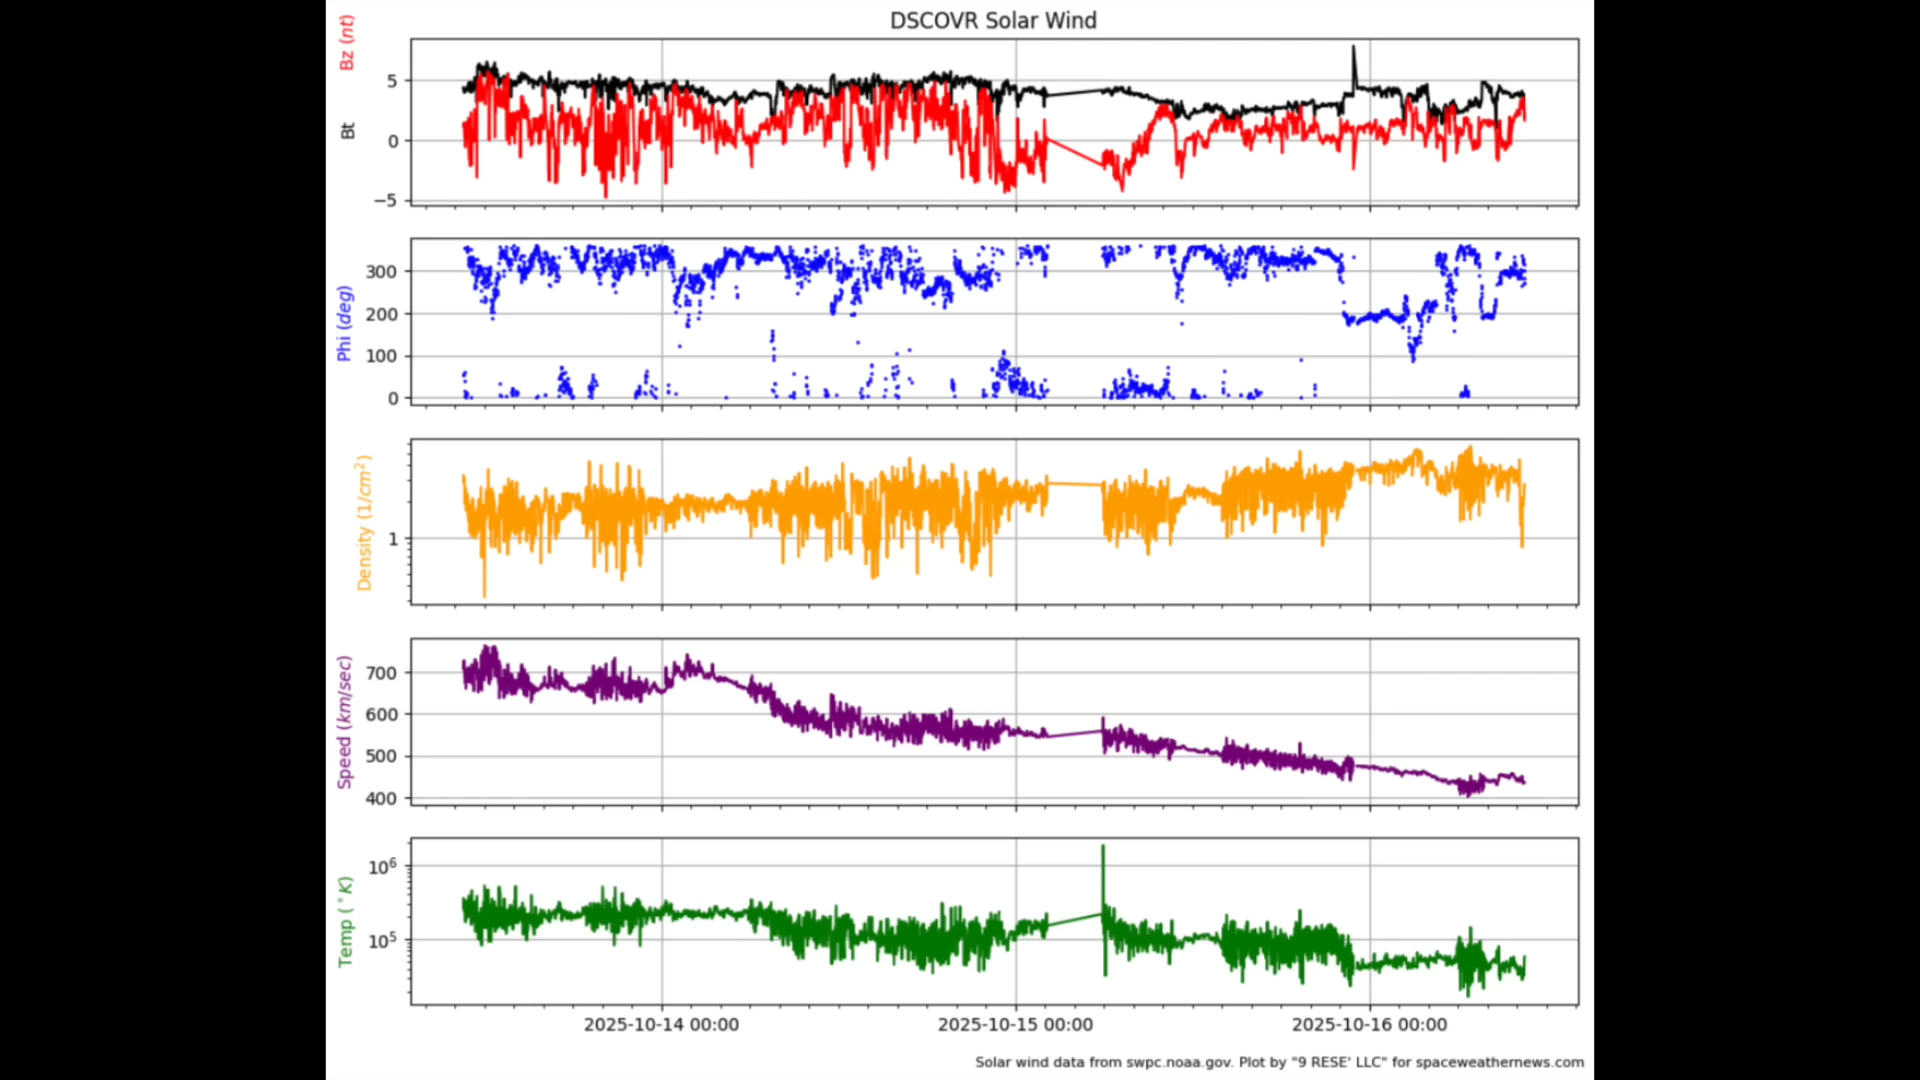 DSCOVR Solar Wind
Bt Bz (nt)
5
0
−5
Phi (deg)
300
200
100
0
Density (1/cm²)
1
Speed (km/sec)
700
600
500
400
Temp (°K)
10⁶
10⁵
2025-10-14 00:00 2025-10-15 00:00 2025-10-16 00:00
Solar wind data from swpc.noaa.gov. Plot by "9 RESE' LLC" for spaceweathernews.com